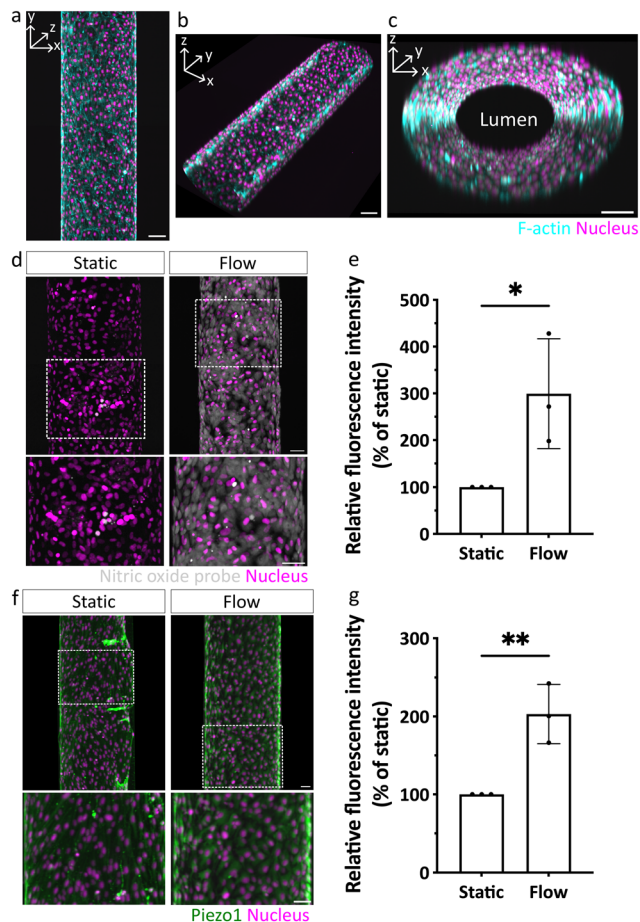 a
y
z
x
b
z
y
x
c
z
y
x
Lumen
F-actin Nucleus
d
Static
Flow
Nitric oxide probe Nucleus
e
Relative fluorescence intensity
(% of static)
500
400
300
200
100
0
*
Static
Flow
f
Static
Flow
Piezo1 Nucleus
g
Relative fluorescence intensity
(% of static)
300
200
100
0
**
Static
Flow